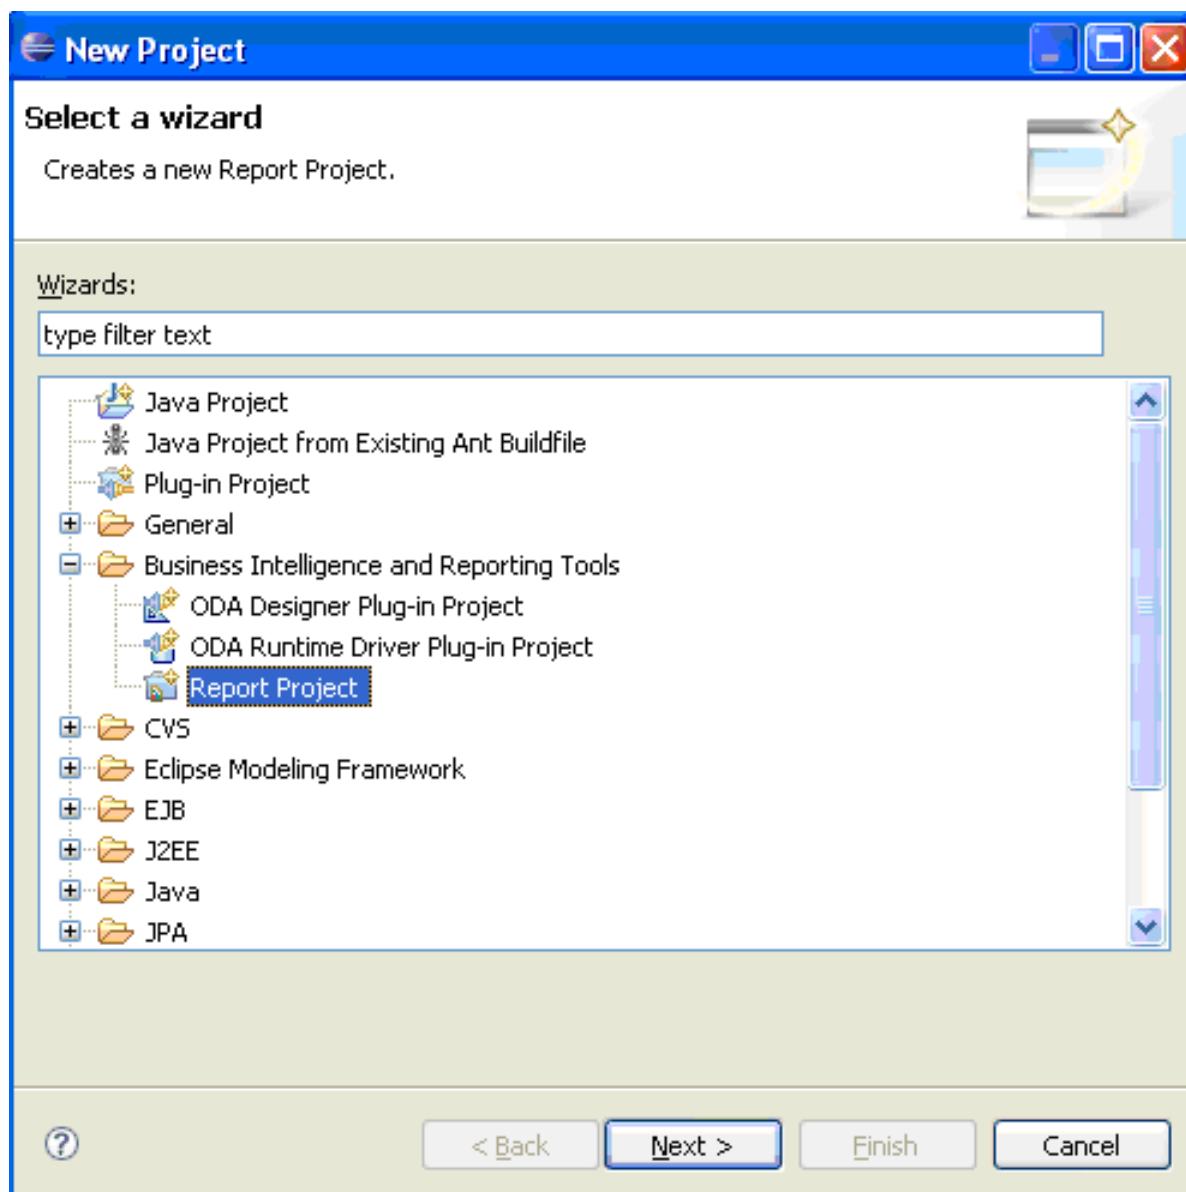 New Project
Select a wizard
Creates a new Report Project.
Wizards:
type filter text
Java Project
Java Project from Existing Ant Buildfile
Plug-in Project
General
Business Intelligence and Reporting Tools
ODA Designer Plug-in Project
ODA Runtime Driver Plug-in Project
Report Project
CVS
Eclipse Modeling Framework
EJB
J2EE
Java
JPA
? < Back Next > Finish Cancel